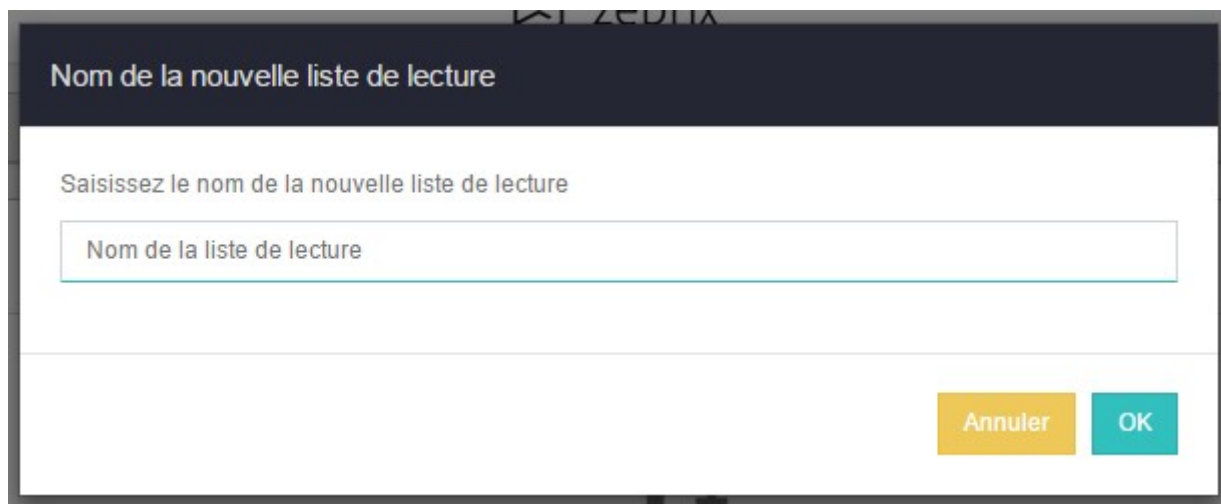 Nom de la nouvelle liste de lecture
Saisissez le nom de la nouvelle liste de lecture
Nom de la liste de lecture
Annuler
OK